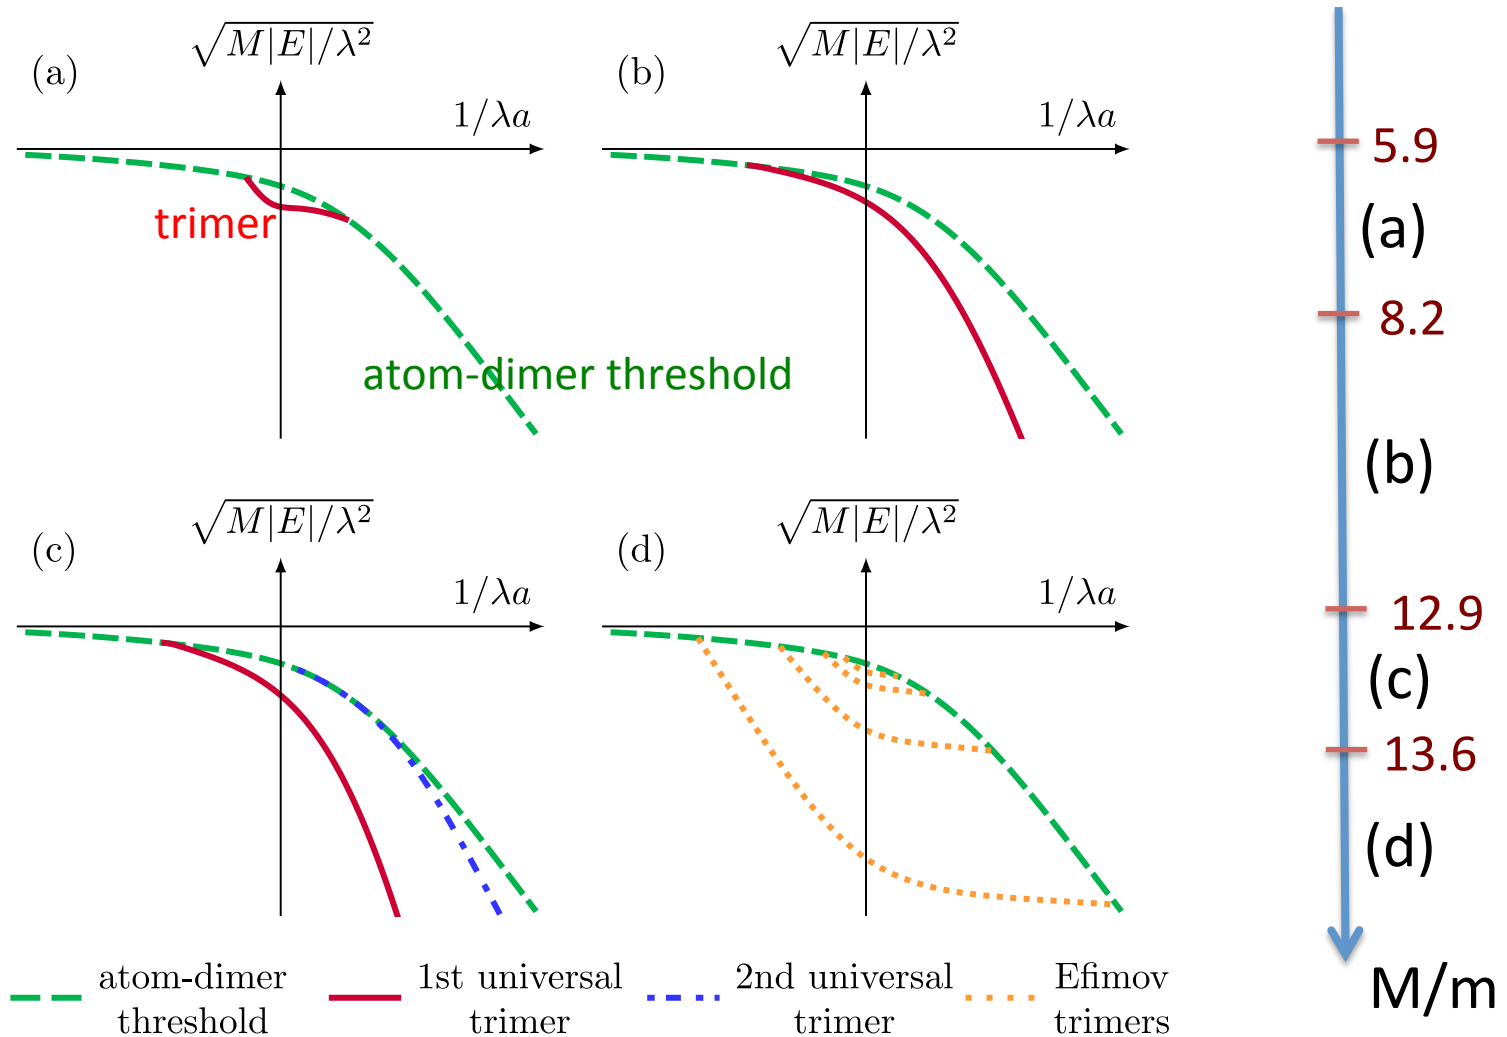 (a)
√M|E|/λ²
1/λa
trimer
atom-dimer threshold
(b)
√M|E|/λ²
1/λa
(c)
√M|E|/λ²
1/λa
(d)
√M|E|/λ²
1/λa
atom-dimer
threshold
1st universal
trimer
2nd universal
trimer
Efimov
trimers
5.9
(a)
8.2
(b)
12.9
(c)
13.6
(d)
M/m